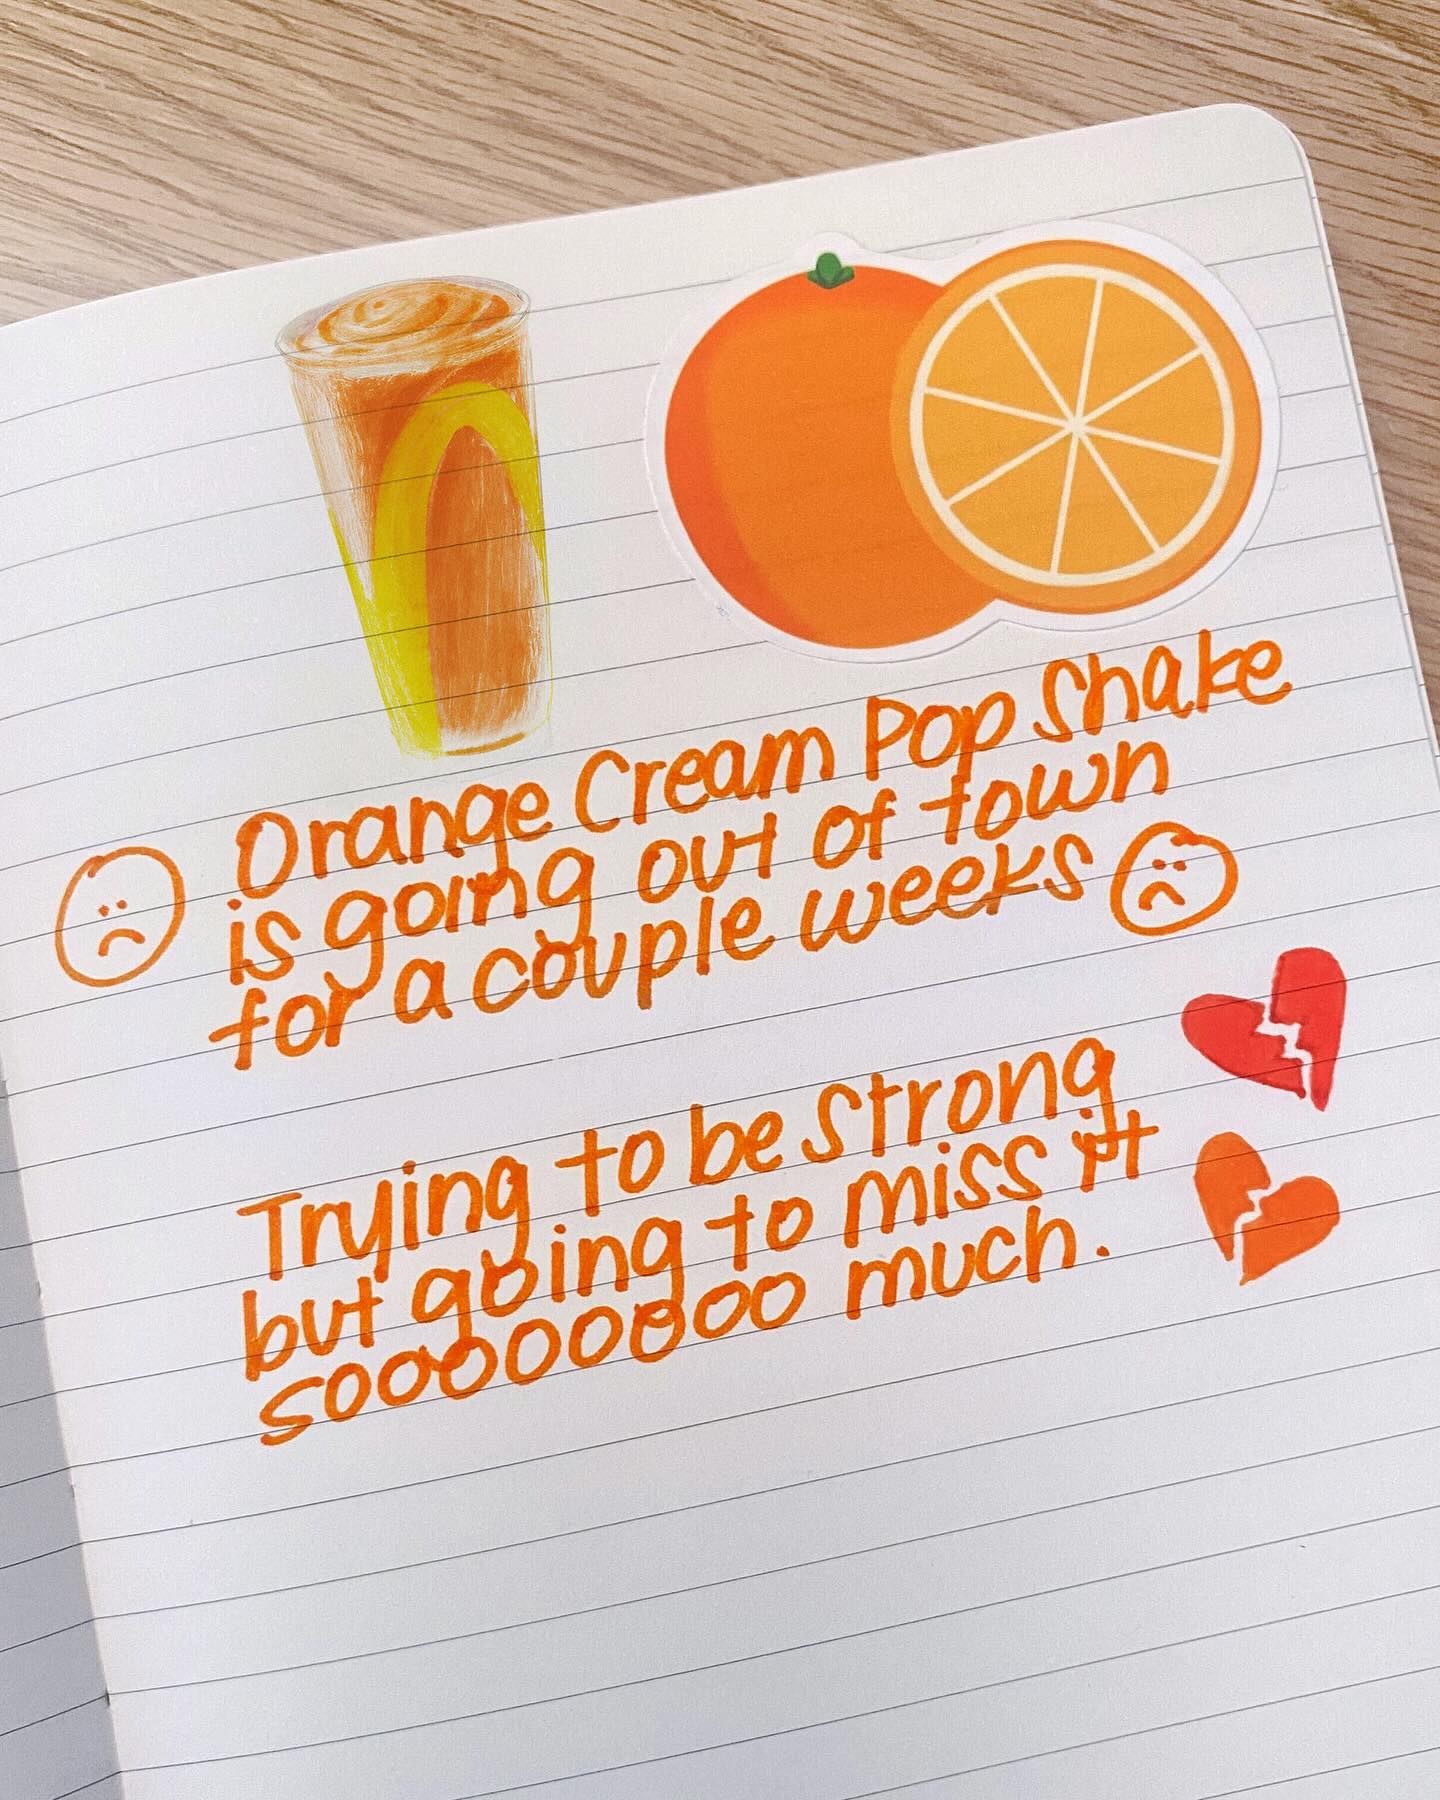 Orange Cream Pop Shake
is going out of town
for a couple weeks
Trying to be strong
but going to miss it
sooooooooo much.